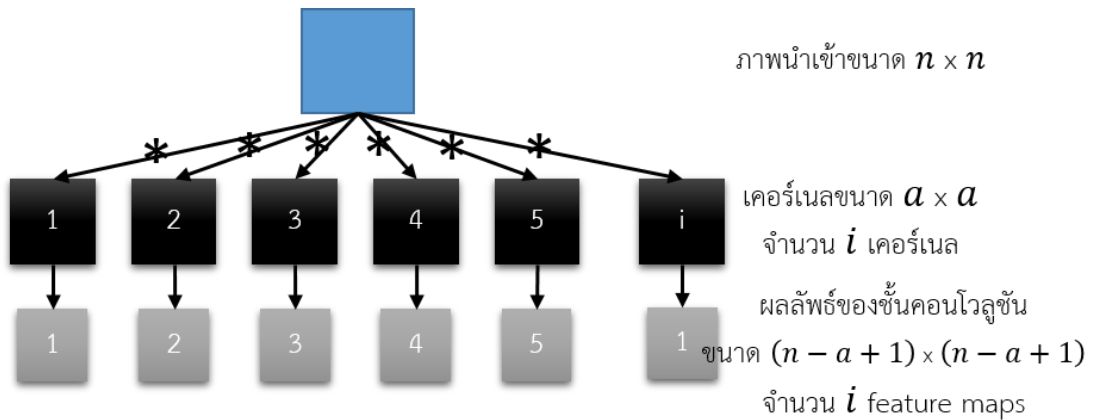 ภาพนำเข้าขนาด n x n
* * * * * *
1 2 3 4 5 i
เคอร์เนลขนาด a x a
จำนวน i เคอร์เนล
ผลลัพธ์ของชั้นคอนโวลูชัน
1 2 3 4 5 1
ขนาด (n − a + 1) x (n − a + 1)
จำนวน i feature maps